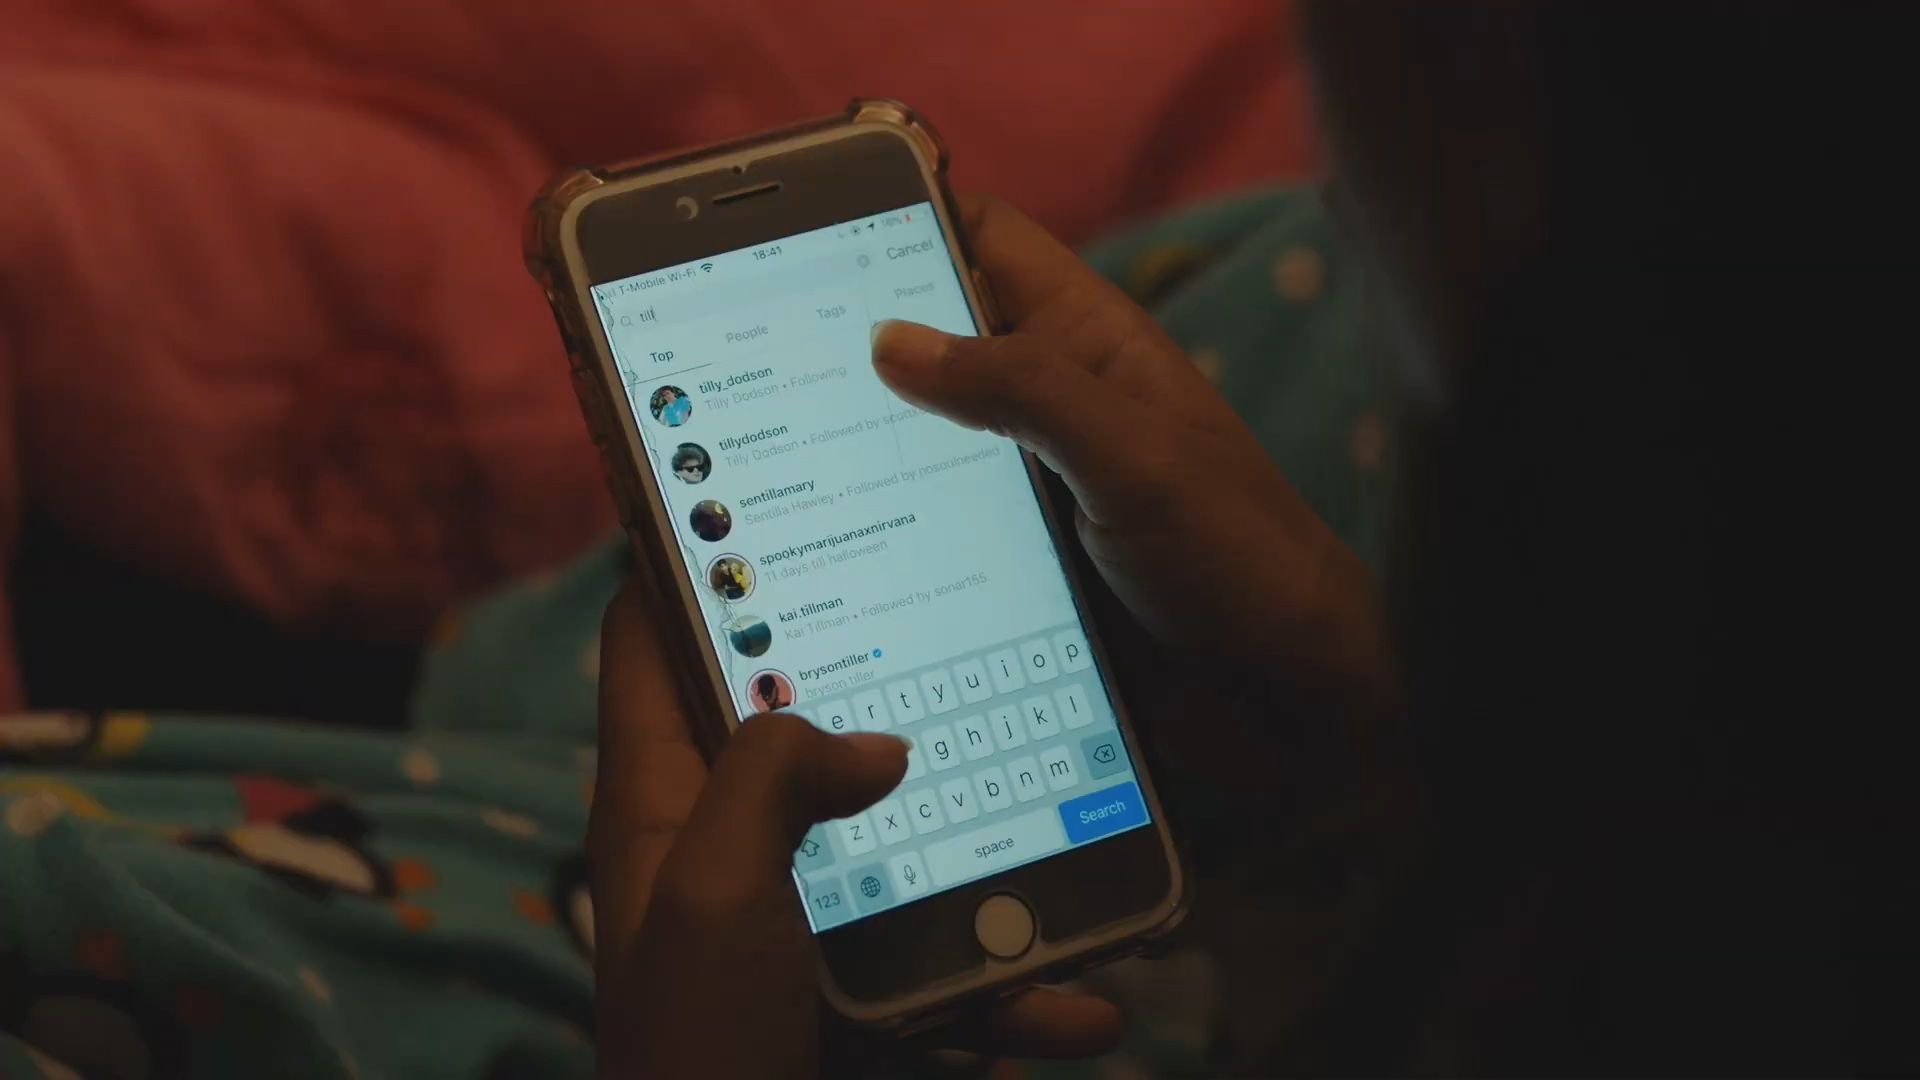 T-Mobile Wi-Fi 18:41
till Cancel
Top People Tags Places
tilly_dodson
Tilly Dodson • Following
tillydodson
Tilly Dodson • Followed by
sentillamary
Sentilla Hawley • Followed by nosoulneeded
spookymarijuanaxnirvana
11 days till halloween
kai.tillman
Kai Tillman • Followed by sonar155
brysontiller
bryson tiller
e r t y u i o p
g h j k l
z x c v b n m
123 space Search